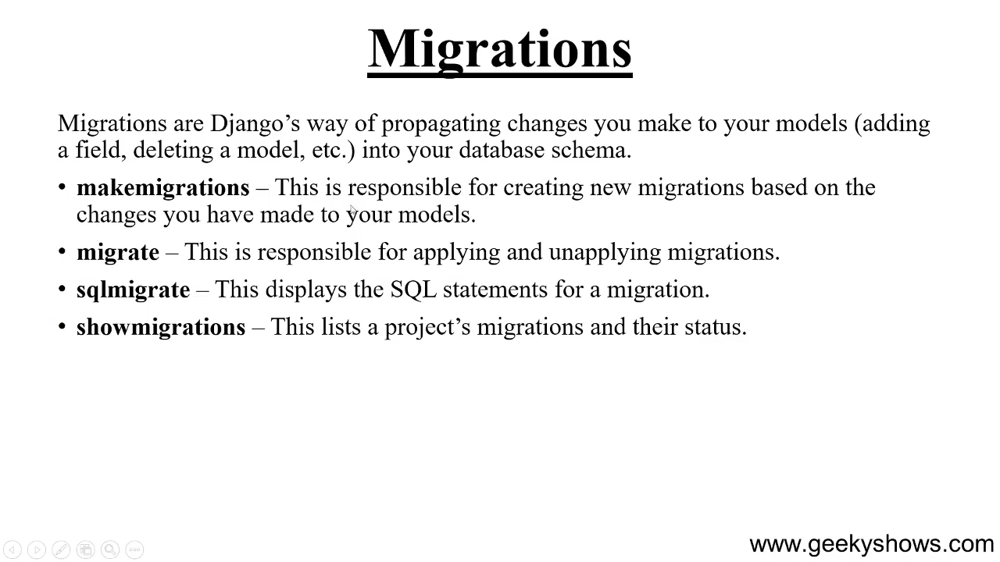 Migrations
Migrations are Django’s way of propagating changes you make to your models (adding
a field, deleting a model, etc.) into your database schema.
• makemigrations – This is responsible for creating new migrations based on the
changes you have made to your models.
• migrate – This is responsible for applying and unapplying migrations.
• sqlmigrate – This displays the SQL statements for a migration.
• showmigrations – This lists a project’s migrations and their status.
www.geekyshows.com